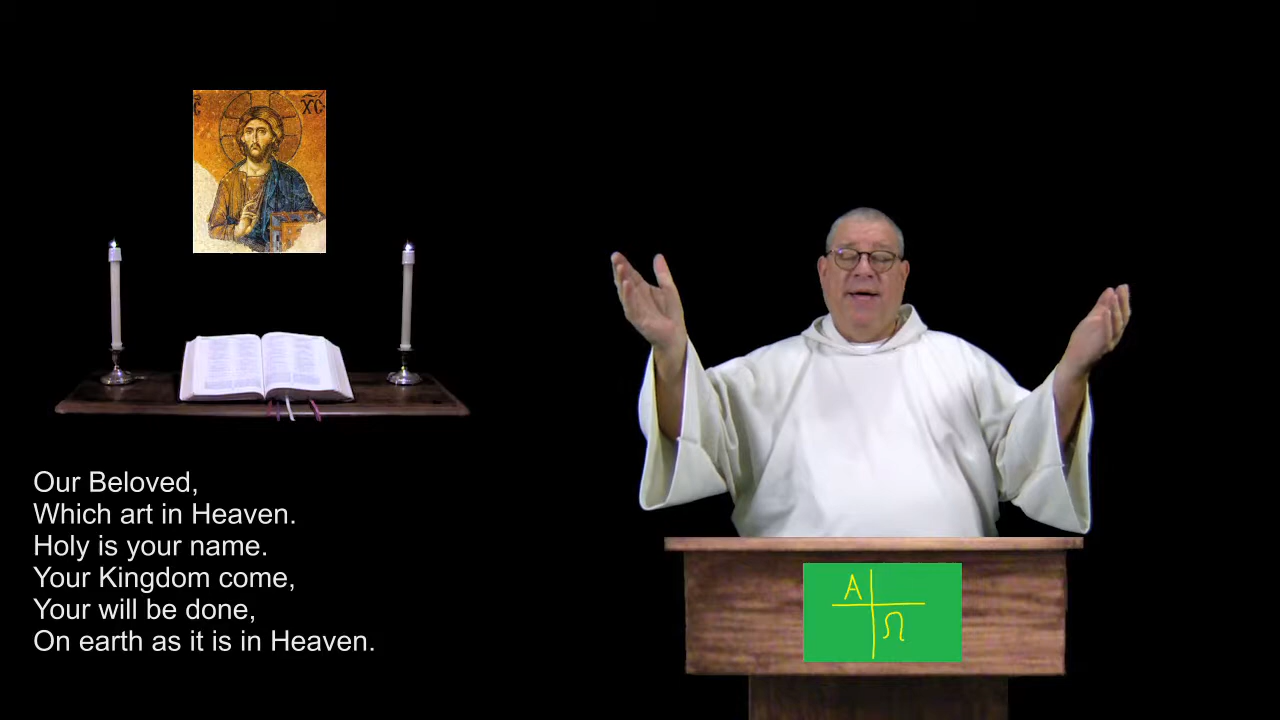 C XC
Our Beloved,
Which art in Heaven.
Holy is your name.
Your Kingdom come,
Your will be done,
On earth as it is in Heaven.
Α
Ω